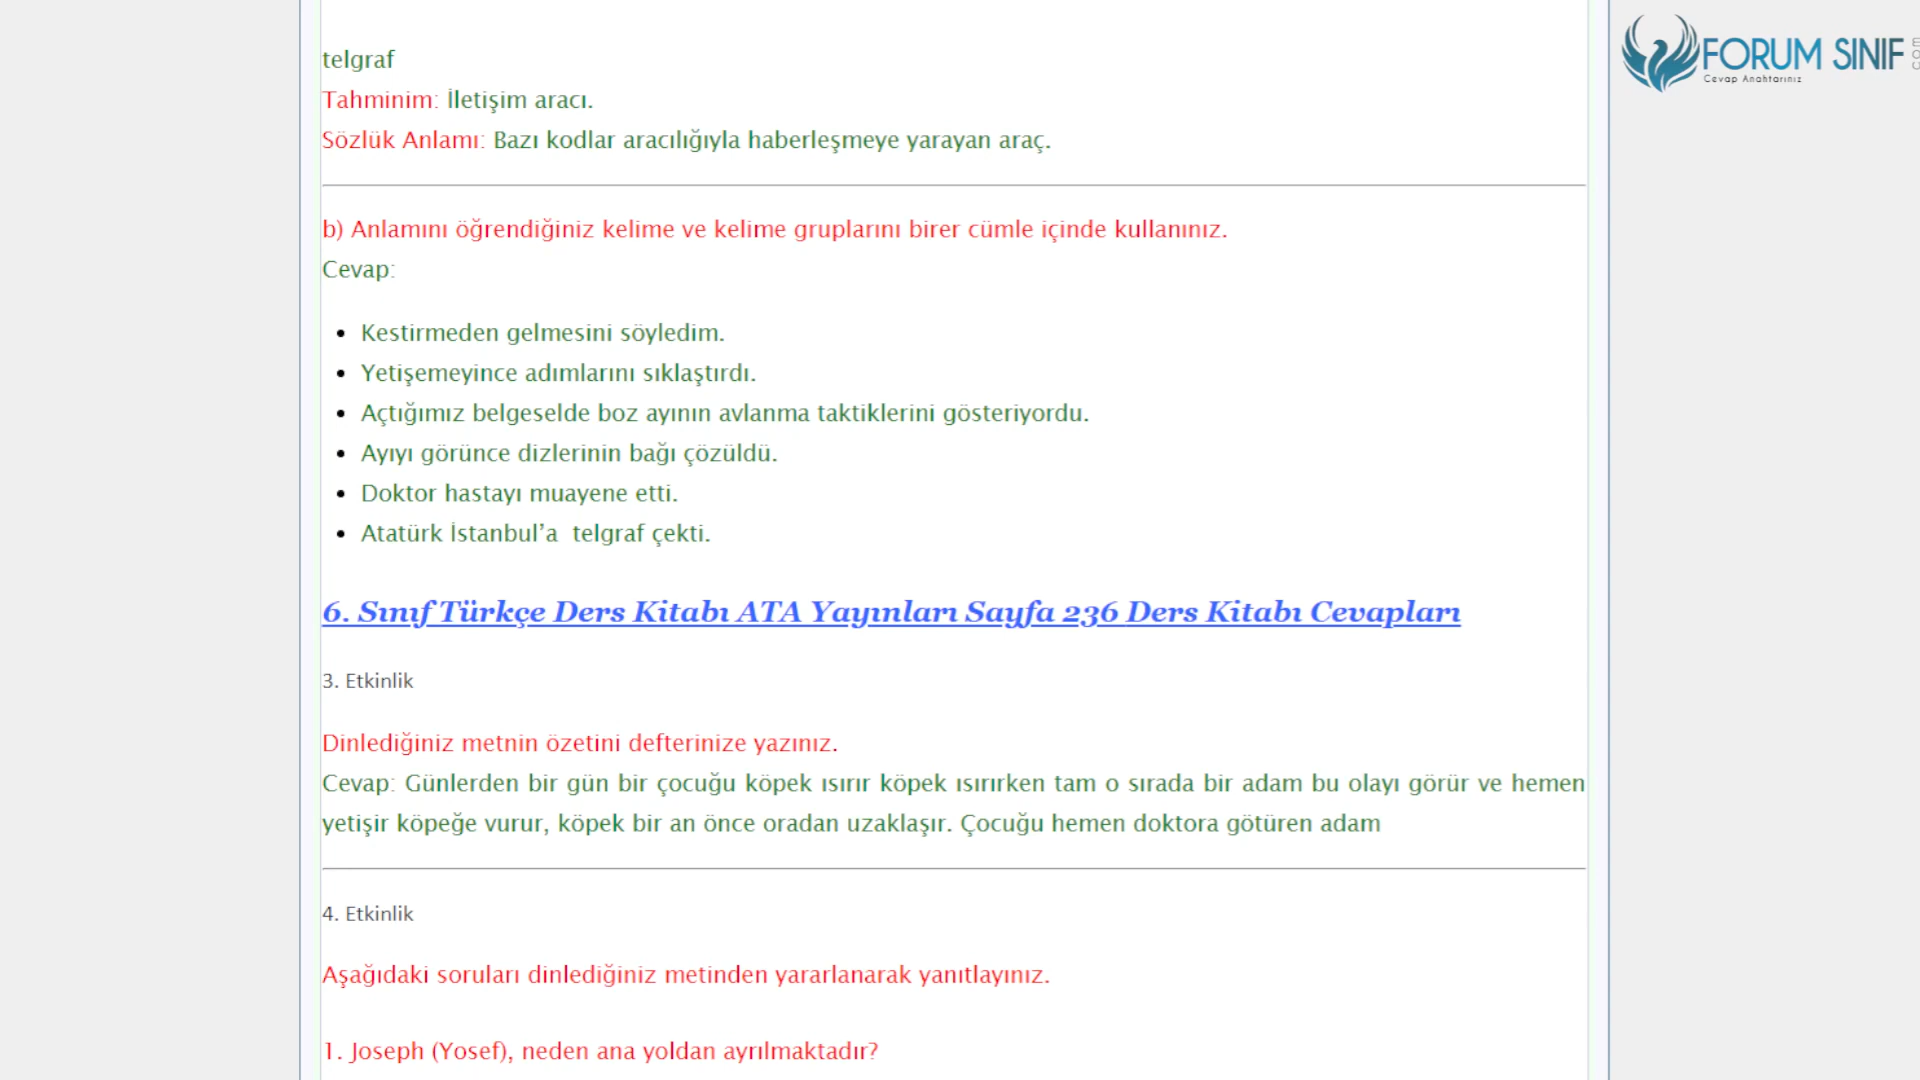 telgraf
Tahminim: İletişim aracı.
Sözlük Anlamı: Bazı kodlar aracılığıyla haberleşmeye yarayan araç.
b) Anlamını öğrendiğiniz kelime ve kelime gruplarını birer cümle içinde kullanınız.
Cevap:
• Kestirmeden gelmesini söyledim.
• Yetişemeyince adımlarını sıklaştırdı.
• Açtığımız belgeselde boz ayının avlanma taktiklerini gösteriyordu.
• Ayıyı görünce dizlerinin bağı çözüldü.
• Doktor hastayı muayene etti.
• Atatürk İstanbul’a  telgraf çekti.
6. Sınıf Türkçe Ders Kitabı ATA Yayınları Sayfa 236 Ders Kitabı Cevapları
3. Etkinlik
Dinlediğiniz metnin özetini defterinize yazınız.
Cevap: Günlerden bir gün bir çocuğu köpek ısırır köpek ısırırken tam o sırada bir adam bu olayı görür ve hemen
yetişir köpeğe vurur, köpek bir an önce oradan uzaklaşır. Çocuğu hemen doktora götüren adam
4. Etkinlik
Aşağıdaki soruları dinlediğiniz metinden yararlanarak yanıtlayınız.
1. Joseph (Yosef), neden ana yoldan ayrılmaktadır?
FORUM SINIF
Cevap Anahtarınız